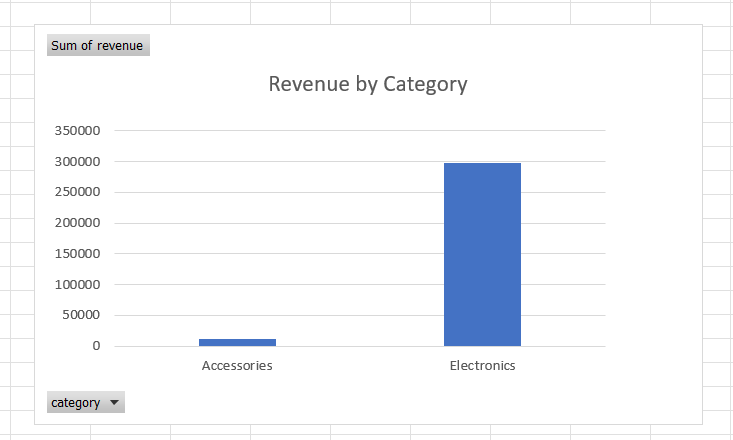 Sum of revenue
Revenue by Category
350000
300000
250000
200000
150000
100000
50000
0
Accessories Electronics
category